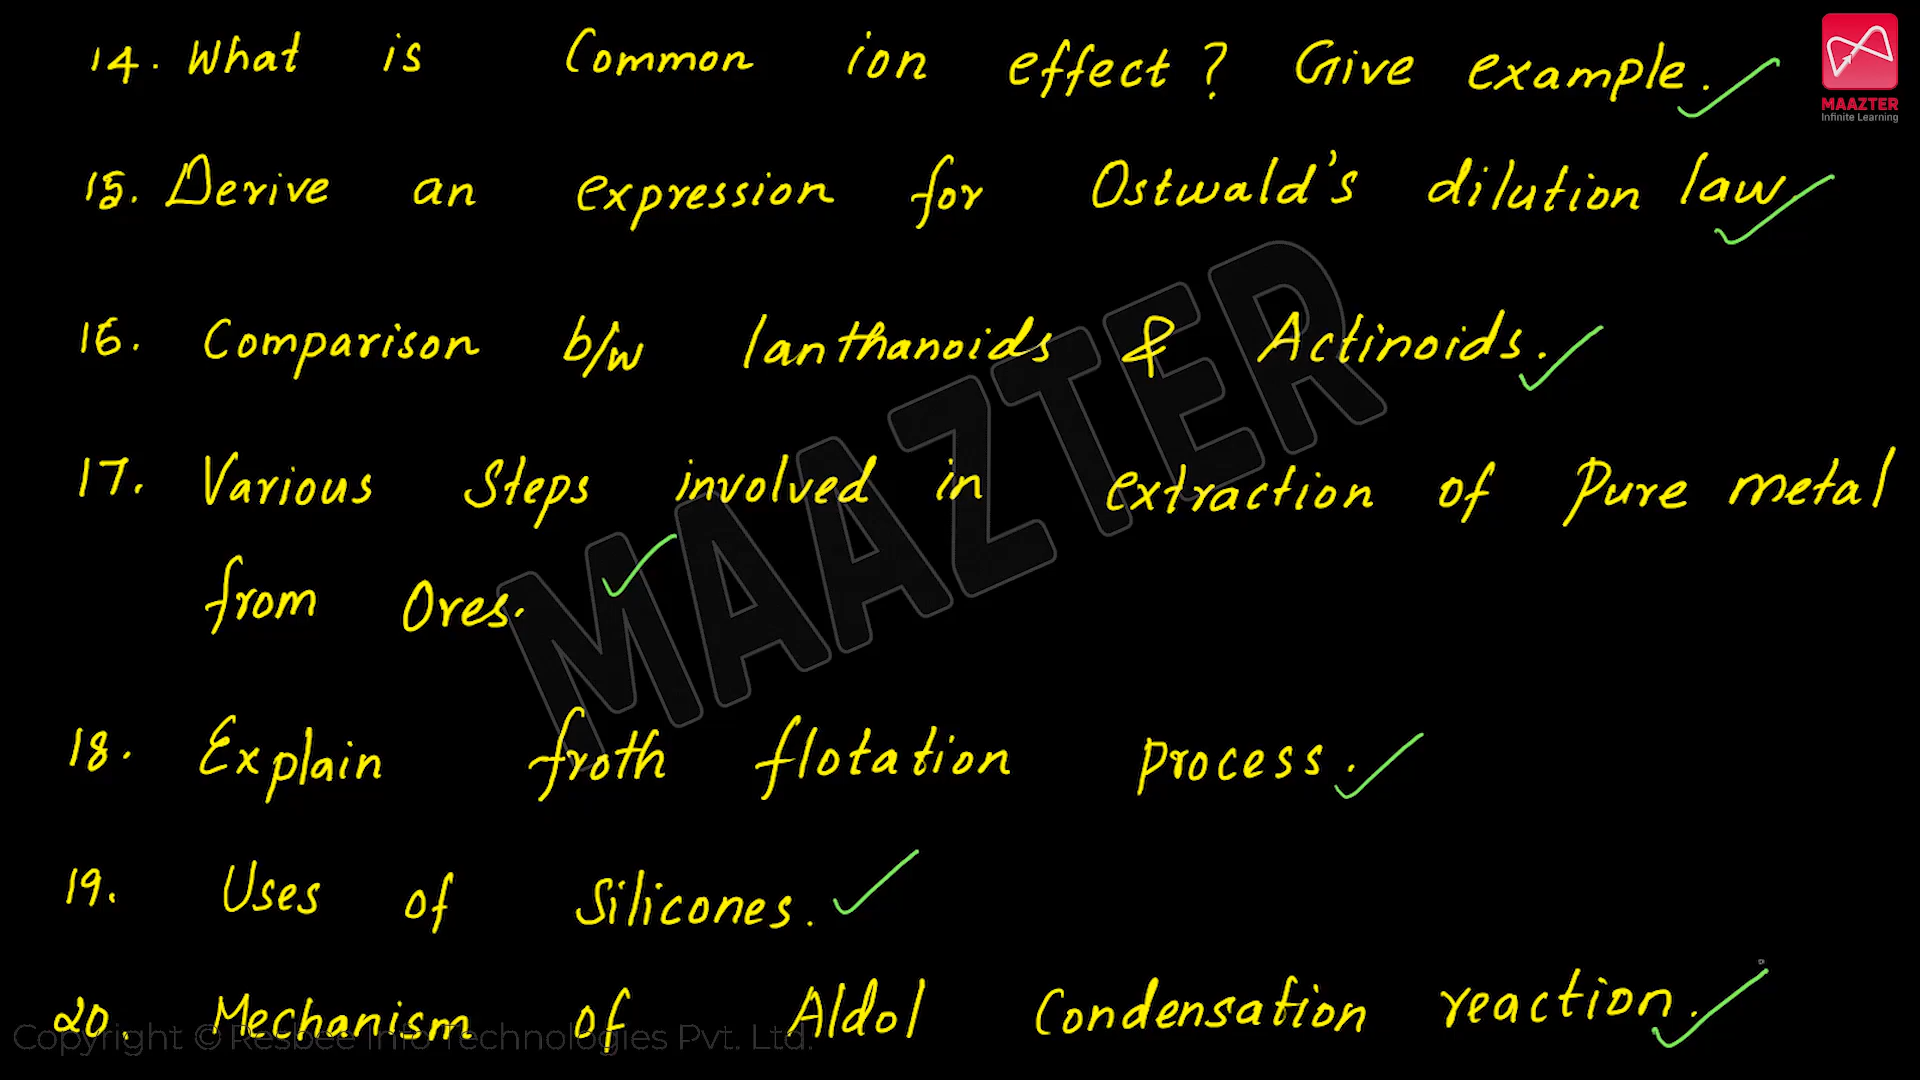 14. What is Common ion effect? Give example.
MAAZTER
Infinite Learning
15. Derive an expression for Ostwald's dilution law
16. Comparison b/w lanthanoids & Actinoids.
17. Various Steps involved in extraction of Pure metal
from Ores.
MAAZTER
18. Explain froth flotation process.
19. Uses of Silicones.
20. Mechanism of Aldol Condensation reaction.
Copyright © Resbee Info Technologies Pvt. Ltd.